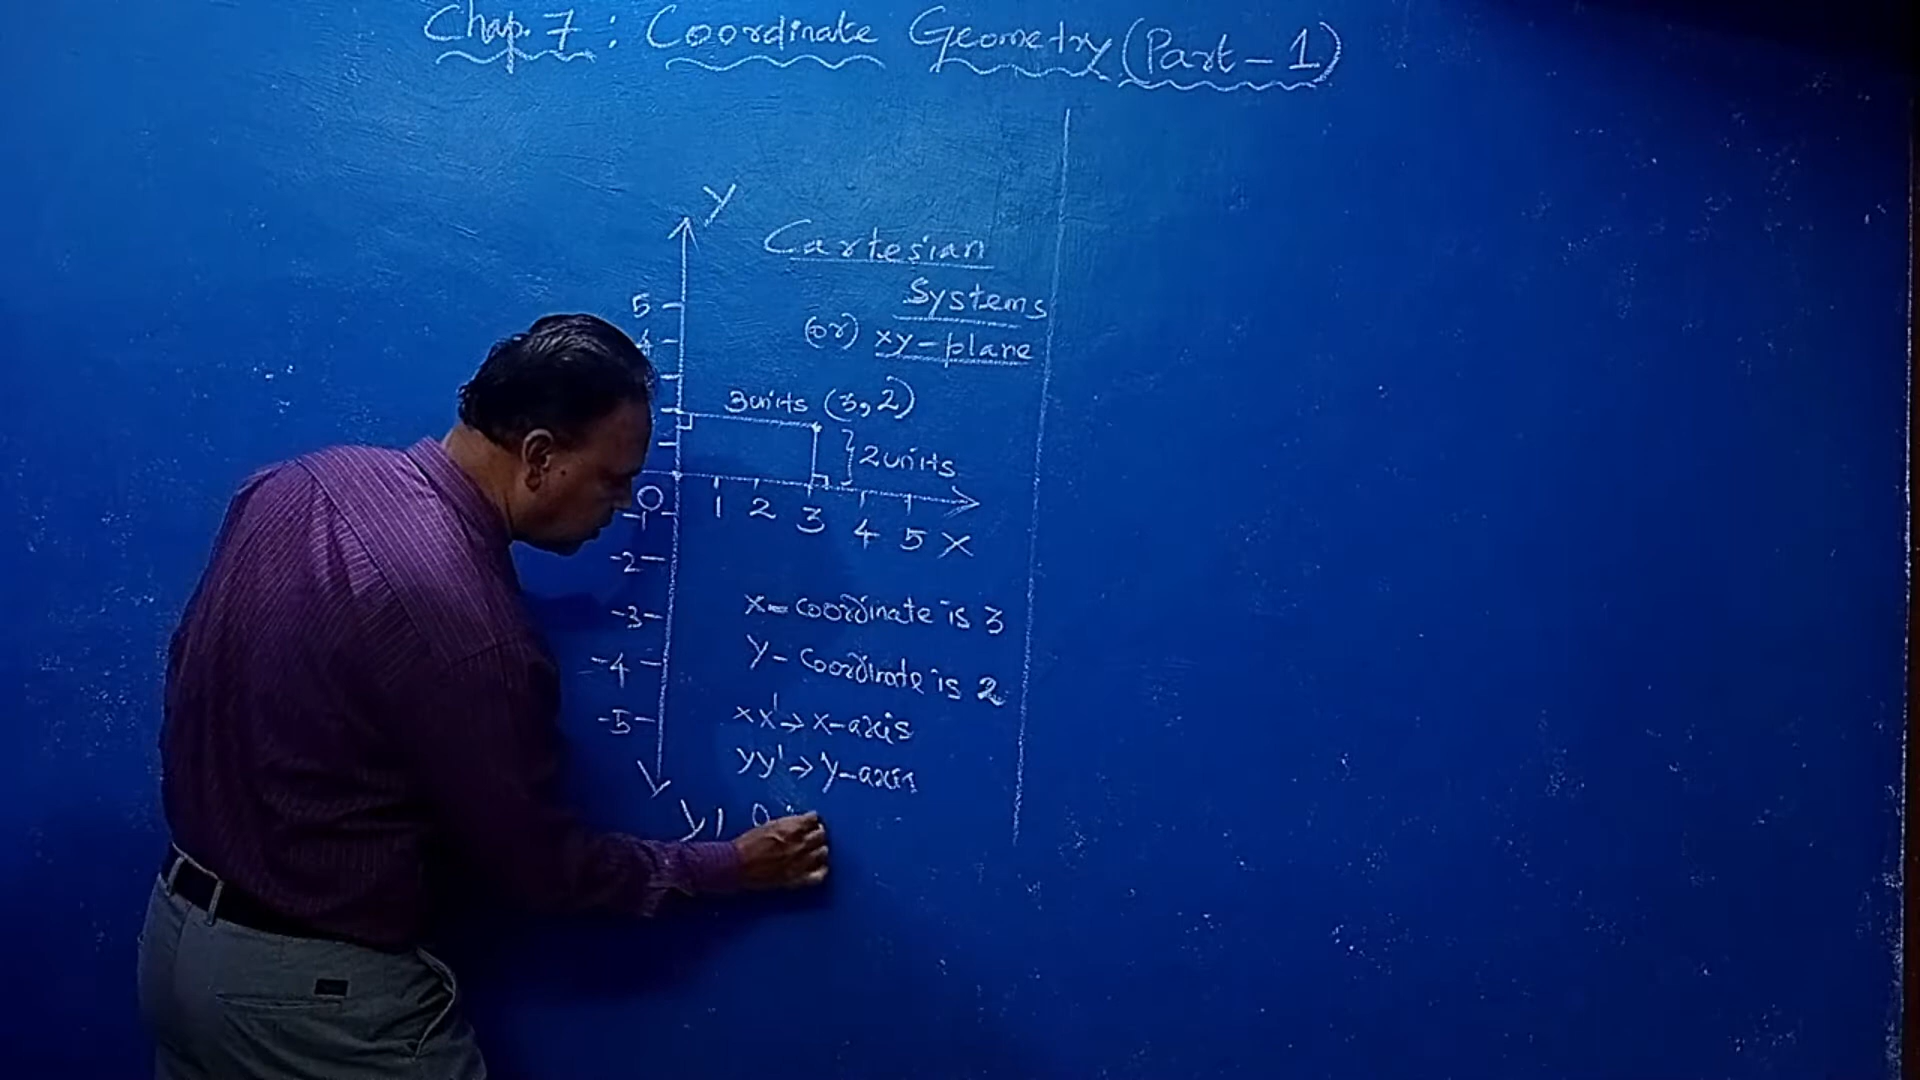 Chap. 7 : Coordinate Geometry (Part - 1)
Y
Cartesian
Systems
(or) xy-plane
5
4
3units (3, 2)
2units
O 1 2 3 4 5 X
-1
-2
-3
-4
-5
x - coordinate is 3
y - coordinate is 2
xx' → x-axis
yy' → y-axis
Y'